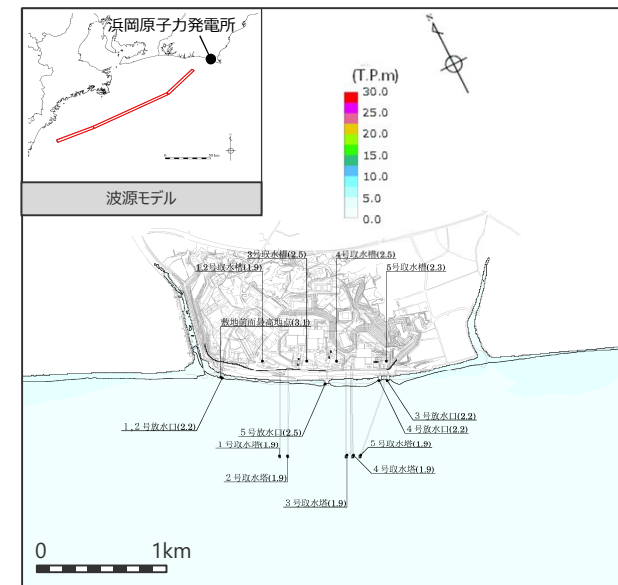 浜岡原子力発電所
N
0 50 km
波源モデル
N
(T.P.m)
30.0
25.0
20.0
15.0
10.0
5.0
0.0
3号取水槽(2.5)
4号取水槽(2.5)
1,2号取水槽(1.9)
5号取水槽(2.3)
敷地前面最高地点(3.1)
1,2号放水口(2.2)
5号放水口(2.5)
3号放水口(2.2)
4号放水口(2.2)
1号取水塔(1.9)
2号取水塔(1.9)
3号取水塔(1.9)
4号取水塔(1.9)
5号取水塔(1.9)
0 1km